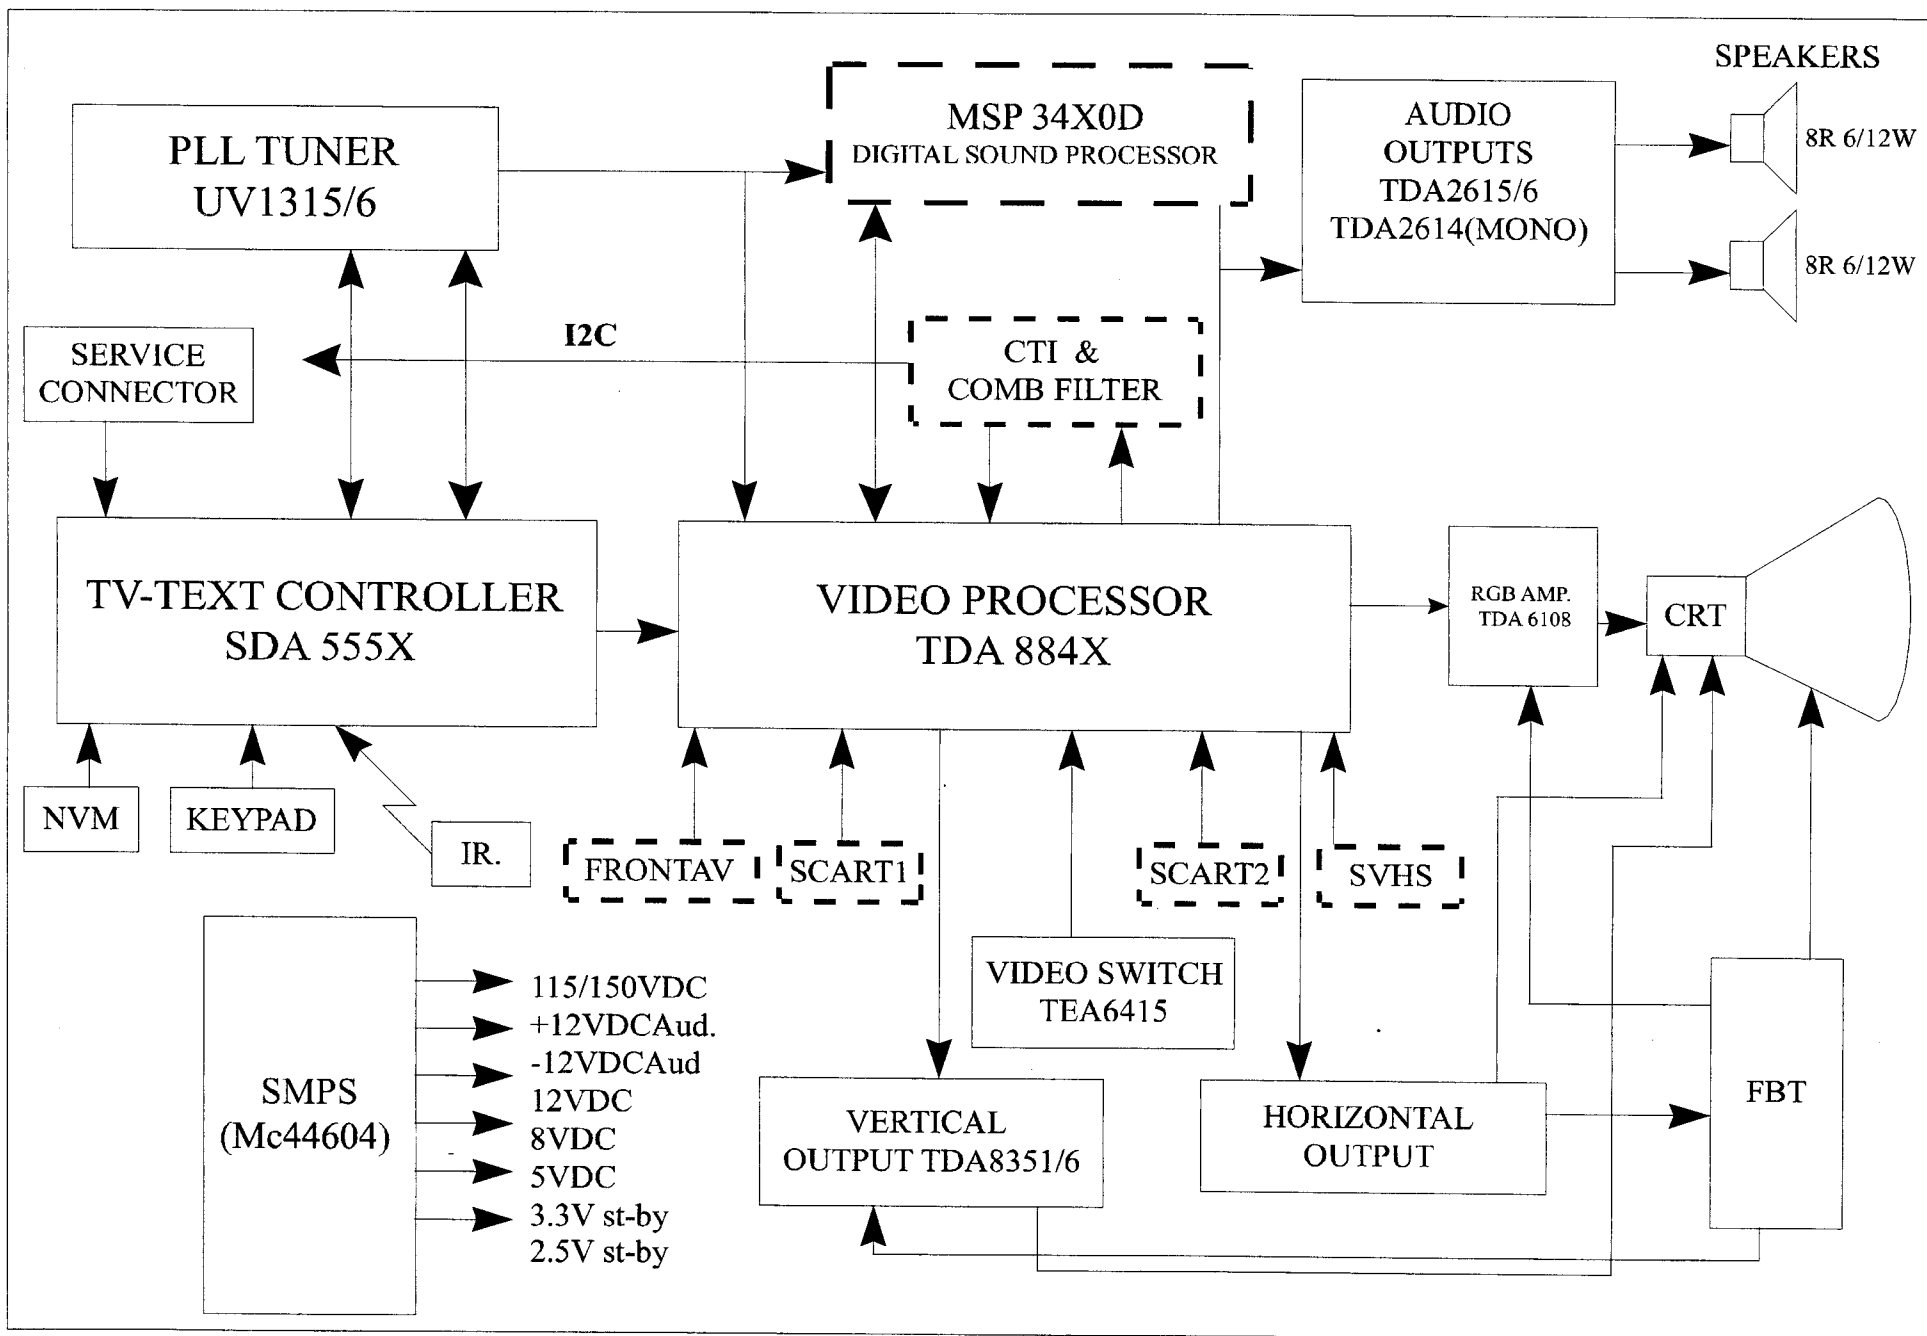 SPEAKERS
PLL TUNER
UV1315/6
MSP 34X0D
DIGITAL SOUND PROCESSOR
AUDIO
OUTPUTS
TDA2615/6
TDA2614(MONO)
8R 6/12W
8R 6/12W
SERVICE
CONNECTOR
I2C
CTI &
COMB FILTER
TV-TEXT CONTROLLER
SDA 555X
VIDEO PROCESSOR
TDA 884X
RGB AMP.
TDA 6108
CRT
NVM
KEYPAD
IR.
FRONTAV
SCART1
SCART2
SVHS
VIDEO SWITCH
TEA6415
SMPS
(Mc44604)
115/150VDC
+12VDCAud.
-12VDCAud
12VDC
8VDC
5VDC
3.3V st-by
2.5V st-by
VERTICAL
OUTPUT TDA8351/6
HORIZONTAL
OUTPUT
FBT